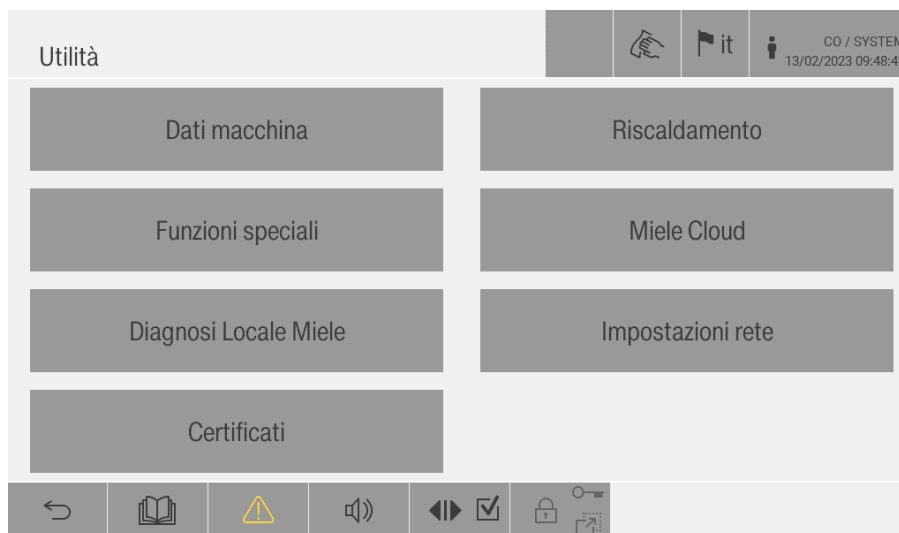 Utilità
it
CO / SYSTEM
13/02/2023 09:48:4
Dati macchina
Riscaldamento
Funzioni speciali
Miele Cloud
Diagnosi Locale Miele
Impostazioni rete
Certificati